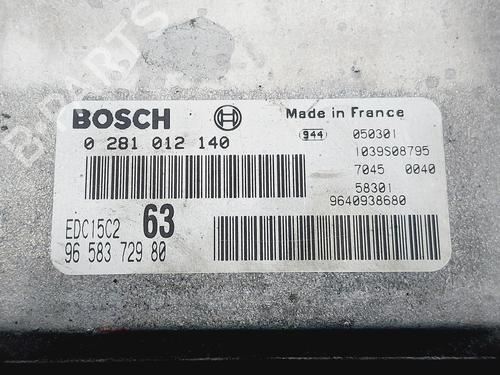 B-PARTS
BOSCH
Made in France
0 281 012 140
944 050301
1039S08795
7045 0040
58301
9640938680
EDC15C2 63
96 583 729 80